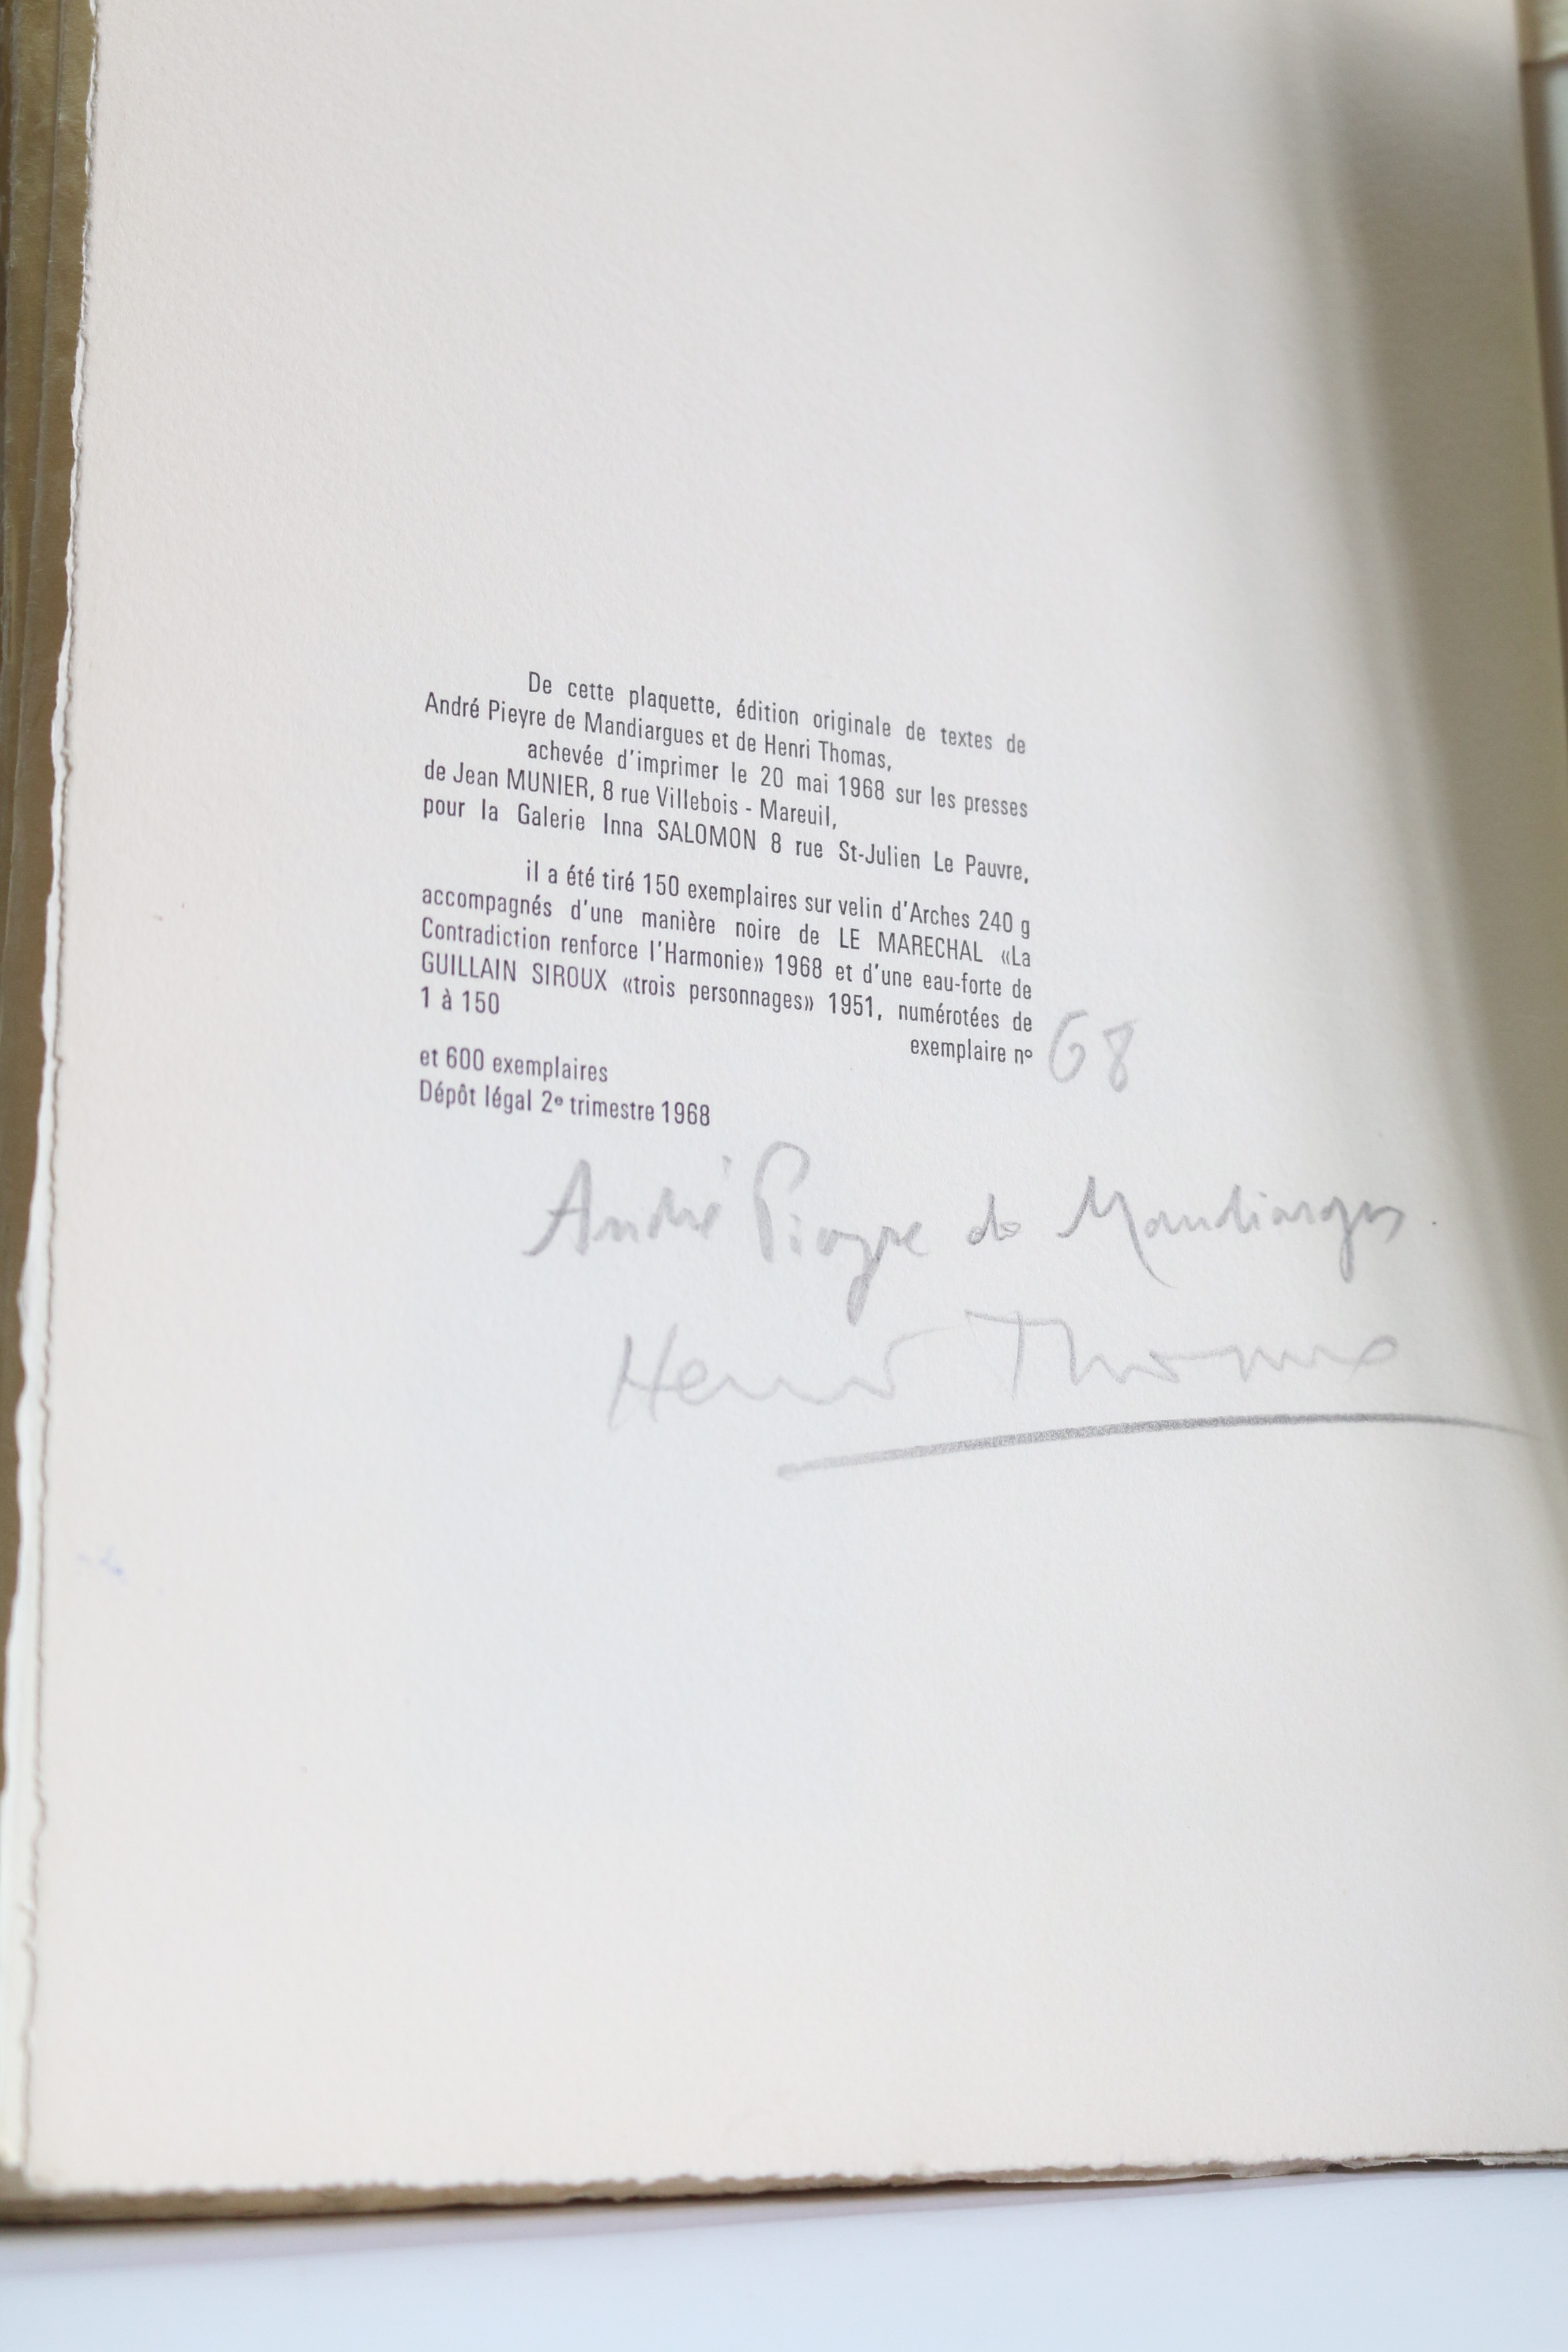 De cette plaquette, édition originale de textes de
André Pieyre de Mandiargues et de Henri Thomas,
achevée d'imprimer le 20 mai 1968 sur les presses
de Jean MUNIER, 8 rue Villebois - Mareuil,
pour la Galerie Inna SALOMON 8 rue St-Julien Le Pauvre,
il a été tiré 150 exemplaires sur velin d'Arches 240 g
accompagnés d'une manière noire de LE MARECHAL «La
Contradiction renforce l'Harmonie» 1968 et d'une eau-forte de
GUILLAIN SIROUX «trois personnages» 1951, numérotées de
1 à 150
exemplaire nº 68
et 600 exemplaires
Dépôt légal 2e trimestre 1968
André Pieyre de Mandiargues.
Henri Thomas